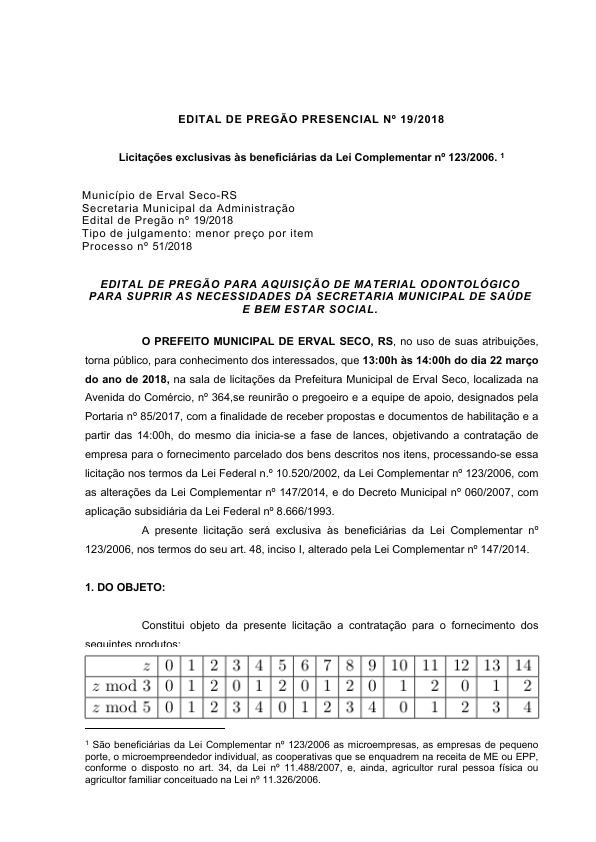 EDITAL DE PREGÃO PRESENCIAL Nº 19/2018
Licitações exclusivas às beneficiárias da Lei Complementar nº 123/2006. ¹
Município de Erval Seco-RS
Secretaria Municipal da Administração
Edital de Pregão nº 19/2018
Tipo de julgamento: menor preço por item
Processo nº 51/2018
EDITAL DE PREGÃO PARA AQUISIÇÃO DE MATERIAL ODONTOLÓGICO
PARA SUPRIR AS NECESSIDADES DA SECRETARIA MUNICIPAL DE SAÚDE
E BEM ESTAR SOCIAL.
O PREFEITO MUNICIPAL DE ERVAL SECO, RS, no uso de suas atribuições,
torna público, para conhecimento dos interessados, que 13:00h às 14:00h do dia 22 março
do ano de 2018, na sala de licitações da Prefeitura Municipal de Erval Seco, localizada na
Avenida do Comércio, nº 364,se reunirão o pregoeiro e a equipe de apoio, designados pela
Portaria nº 85/2017, com a finalidade de receber propostas e documentos de habilitação e a
partir das 14:00h, do mesmo dia inicia-se a fase de lances, objetivando a contratação de
empresa para o fornecimento parcelado dos bens descritos nos itens, processando-se essa
licitação nos termos da Lei Federal n.º 10.520/2002, da Lei Complementar nº 123/2006, com
as alterações da Lei Complementar nº 147/2014, e do Decreto Municipal nº 060/2007, com
aplicação subsidiária da Lei Federal nº 8.666/1993.
A presente licitação será exclusiva às beneficiárias da Lei Complementar nº
123/2006, nos termos do seu art. 48, inciso I, alterado pela Lei Complementar nº 147/2014.
1. DO OBJETO:
Constitui objeto da presente licitação a contratação para o fornecimento dos
seguintes produtos:
z 0 1 2 3 4 5 6 7 8 9 10 11 12 13 14
z mod 3 0 1 2 0 1 2 0 1 2 0 1 2 0 1 2
z mod 5 0 1 2 3 4 0 1 2 3 4 0 1 2 3 4
¹ São beneficiárias da Lei Complementar nº 123/2006 as microempresas, as empresas de pequeno
porte, o microempreendedor individual, as cooperativas que se enquadrem na receita de ME ou EPP,
conforme o disposto no art. 34, da Lei nº 11.488/2007, e, ainda, agricultor rural pessoa física ou
agricultor familiar conceituado na Lei nº 11.326/2006.